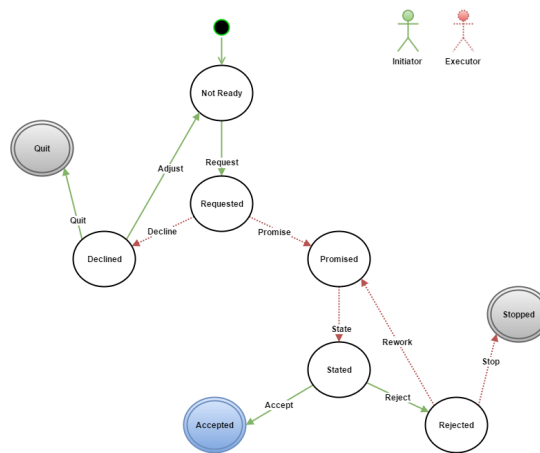 Initiator
Executor
Not Ready
Quit
Adjust
Request
Requested
Quit
Decline
Promise
Declined
Promised
Stopped
State
Rework
Stop
Stated
Accept
Reject
Accepted
Rejected